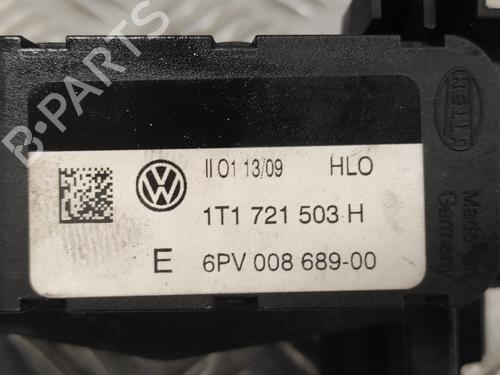 B-PARTS
HELLA
Made in
Germany
II 01 13/09 HLO
1T1 721 503 H
E 6PV 008 689-00